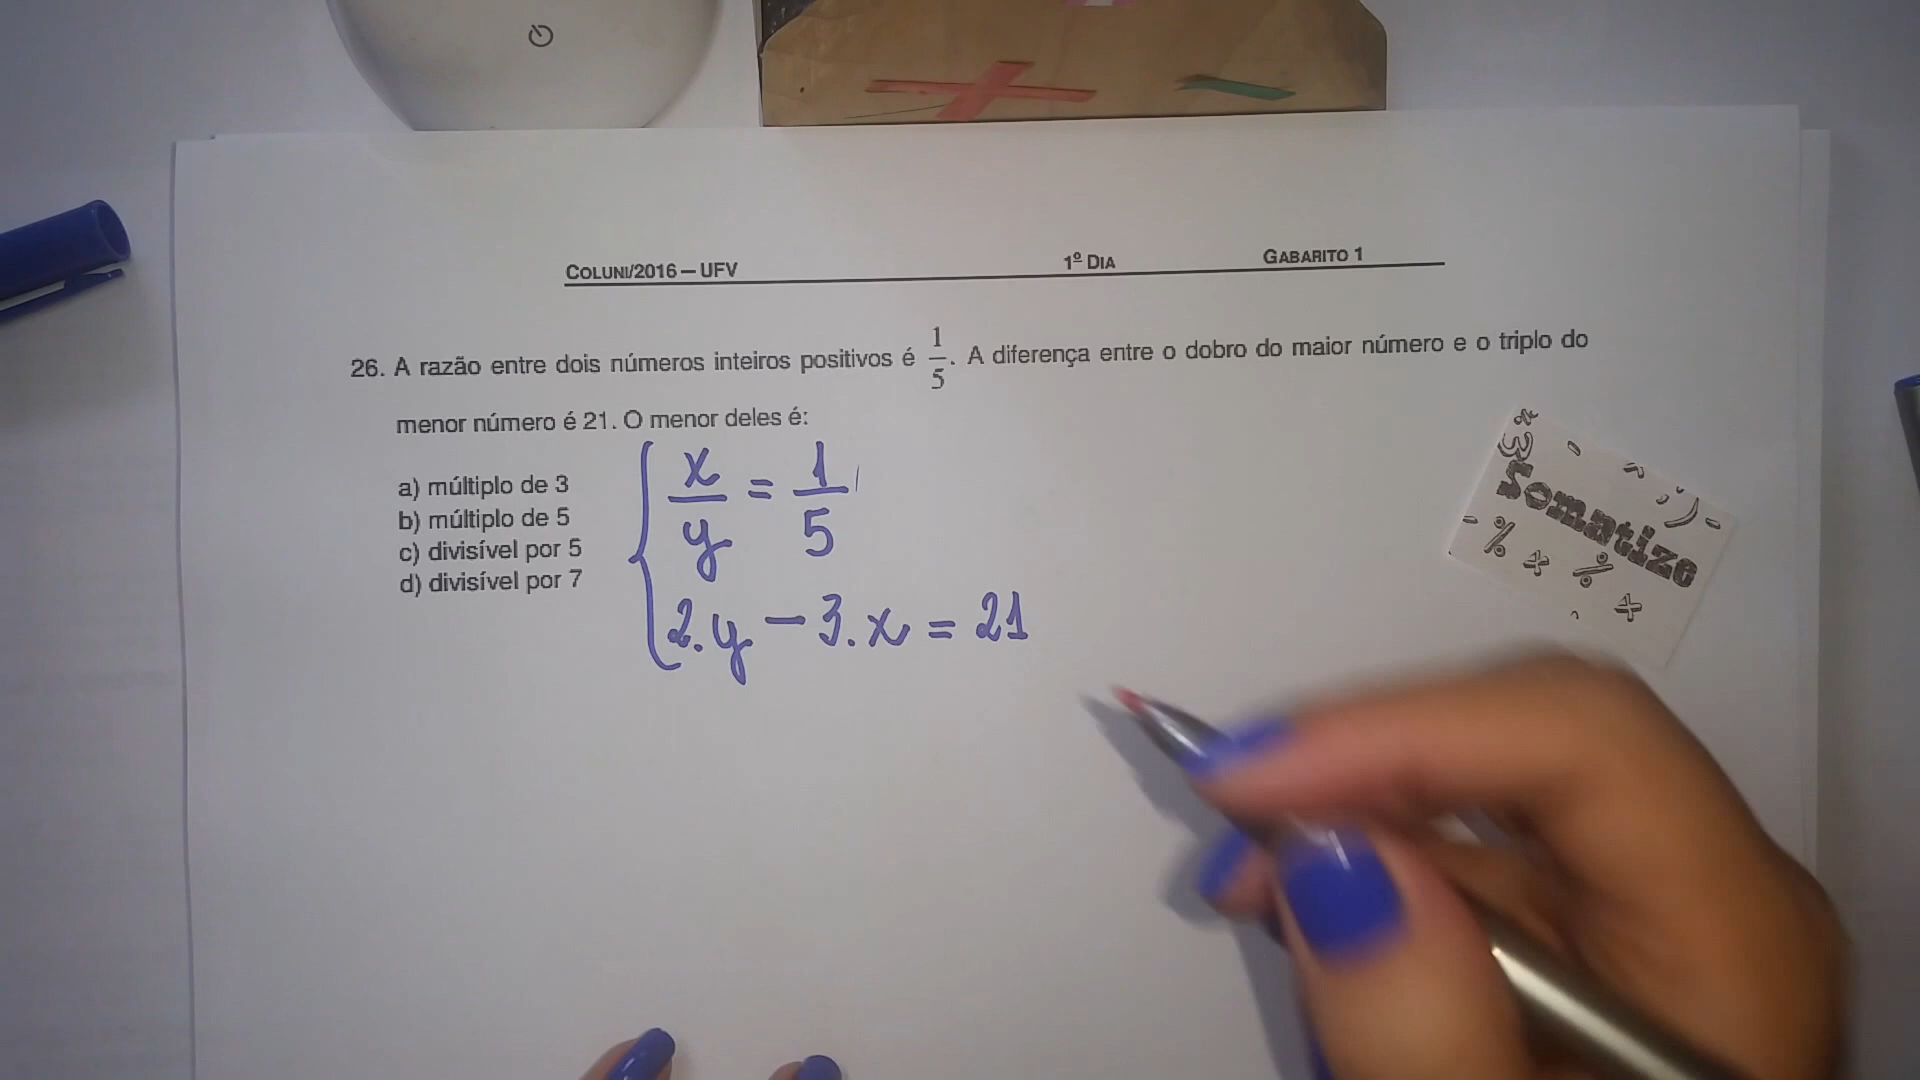 COLUNI/2016 – UFV 1º DIA GABARITO 1
26. A razão entre dois números inteiros positivos é 1/5. A diferença entre o dobro do maior número e o triplo do
menor número é 21. O menor deles é:
a) múltiplo de 3
b) múltiplo de 5
c) divisível por 5
d) divisível por 7
x/y = 1/5
2.y – 3.x = 21
Somatize